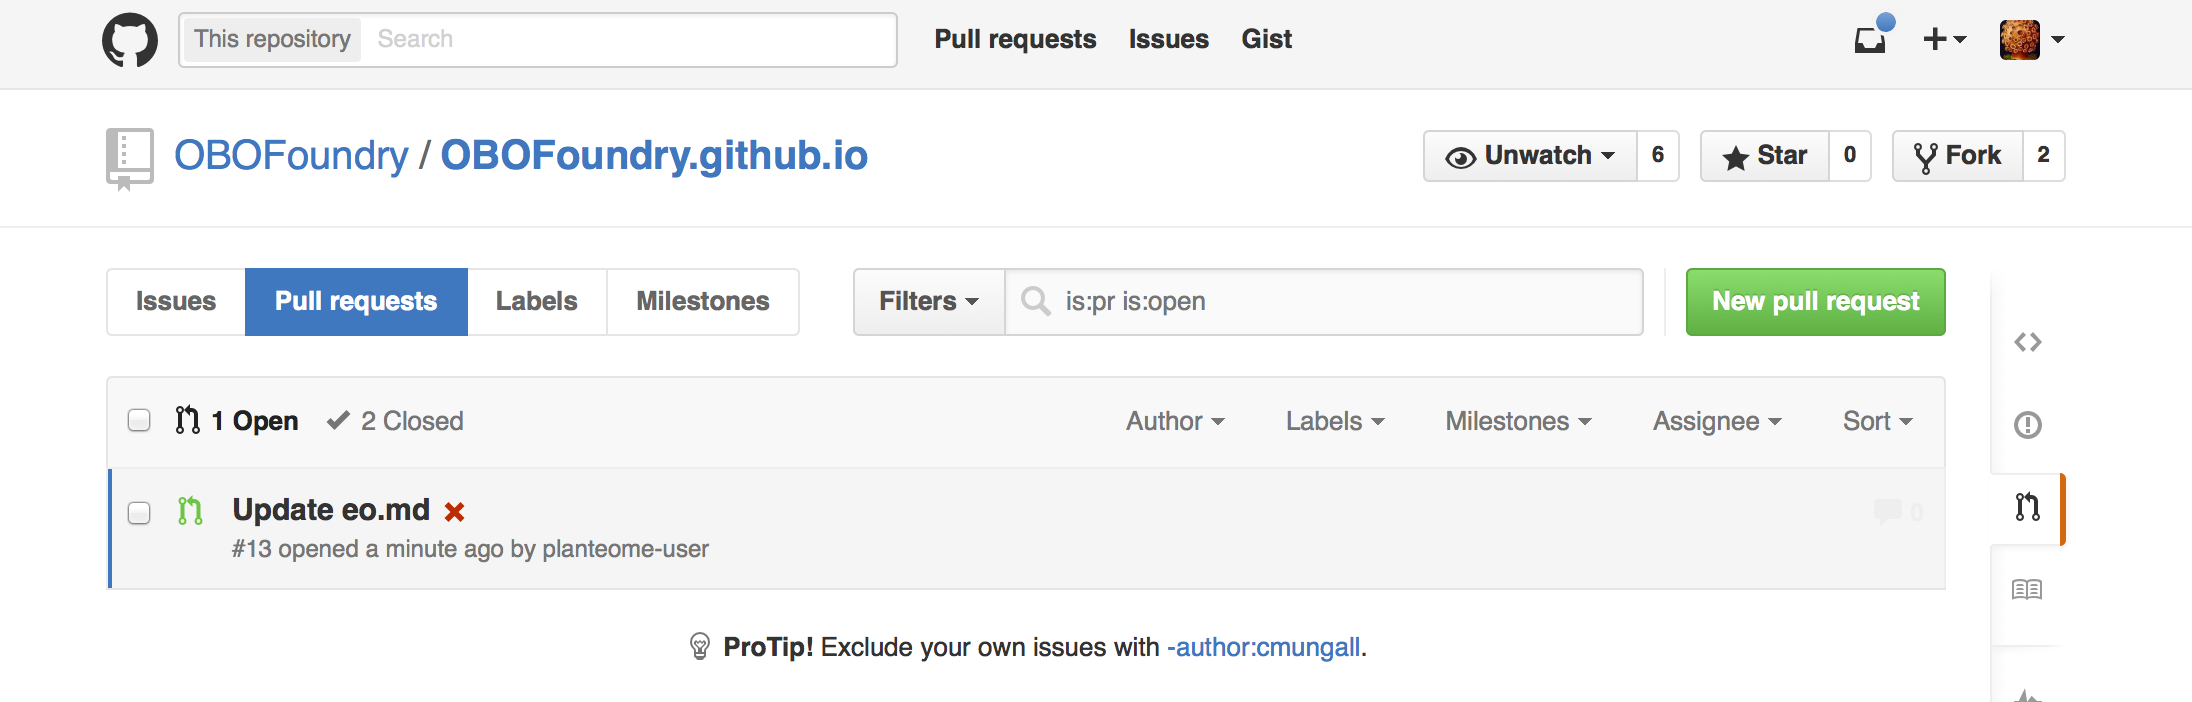 This repository Search Pull requests Issues Gist
OBOFoundry / OBOFoundry.github.io Unwatch 6 Star 0 Fork 2
Issues Pull requests Labels Milestones Filters is:pr is:open New pull request
1 Open 2 Closed Author Labels Milestones Assignee Sort
Update eo.md 0
#13 opened a minute ago by planteome-user
ProTip! Exclude your own issues with -author:cmungall.